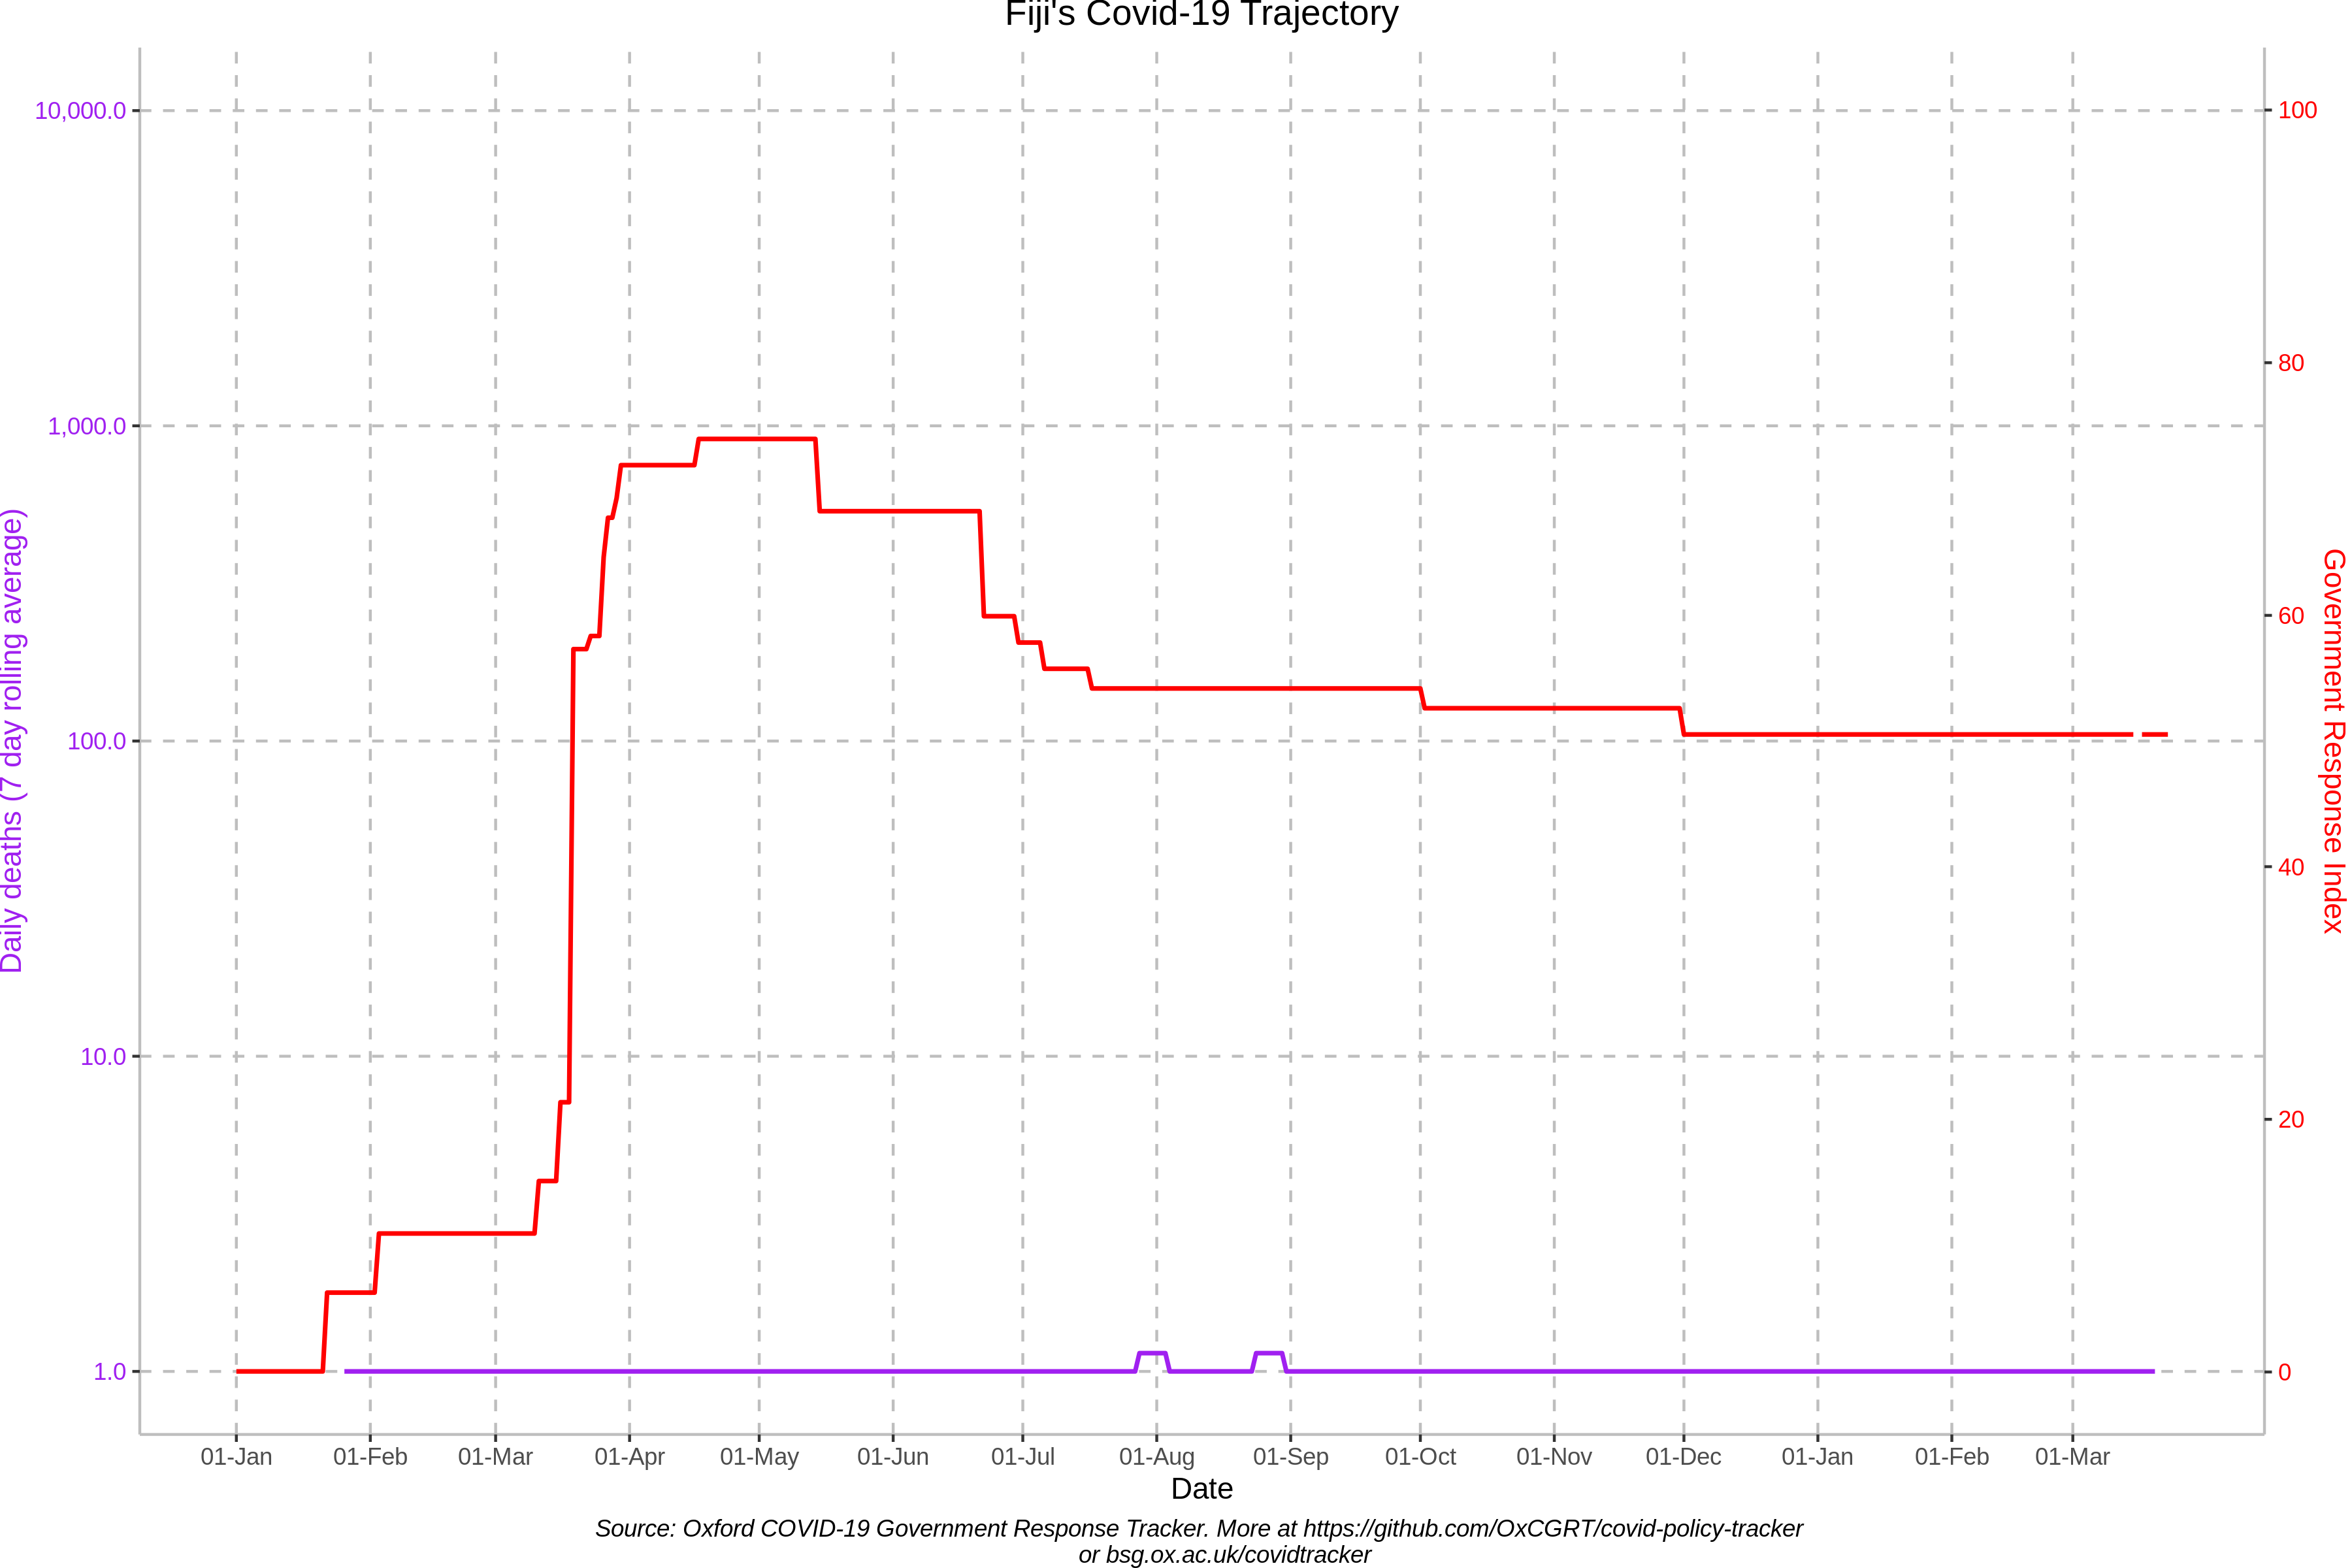 Fiji's Covid-19 Trajectory
10,000.0
1,000.0
100.0
10.0
1.0
Daily deaths (7 day rolling average)
100
80
60
40
20
0
Government Response Index
01-Jan 01-Feb 01-Mar 01-Apr 01-May 01-Jun 01-Jul 01-Aug 01-Sep 01-Oct 01-Nov 01-Dec 01-Jan 01-Feb 01-Mar
Date
Source: Oxford COVID-19 Government Response Tracker. More at https://github.com/OxCGRT/covid-policy-tracker
or bsg.ox.ac.uk/covidtracker